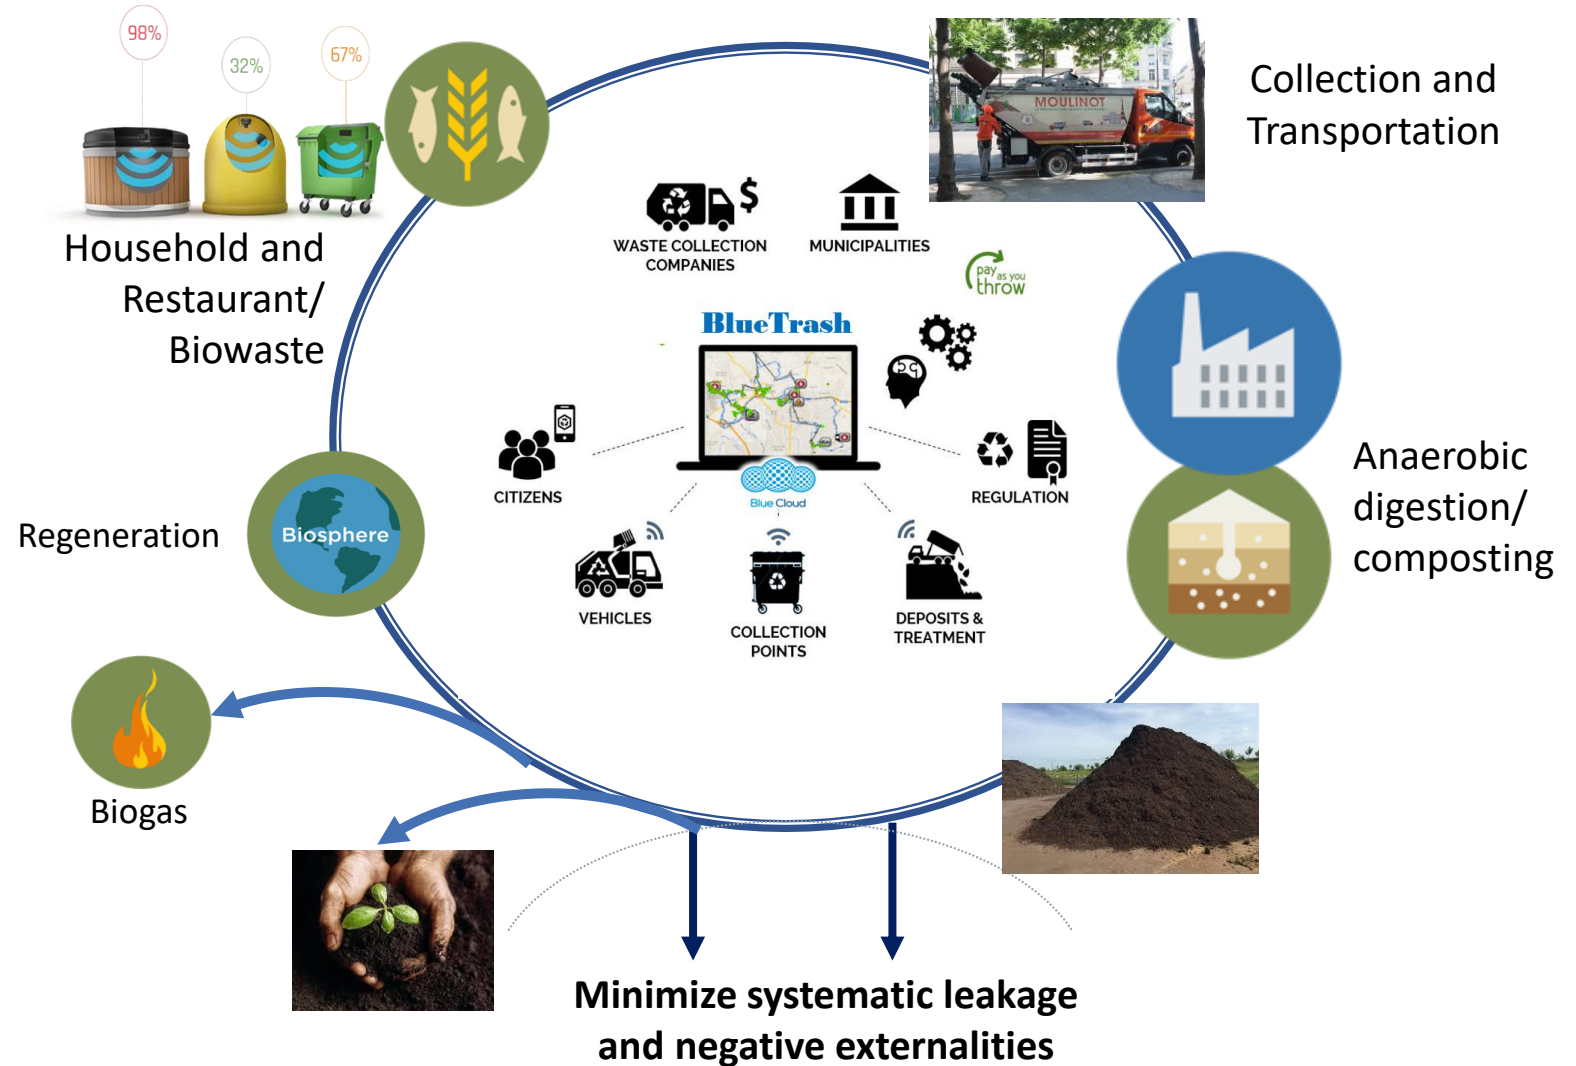 98%
32%
67%
Household and
Restaurant/
Biowaste
MOULINOT
Collection and
Transportation
WASTE COLLECTION
COMPANIES
$
MUNICIPALITIES
pay as you
throw
BlueTrash
Blue Cloud
CITIZENS
REGULATION
VEHICLES
COLLECTION
POINTS
DEPOSITS &
TREATMENT
Anaerobic
digestion/
composting
Regeneration
Biosphere
Biogas
Minimize systematic leakage
and negative externalities